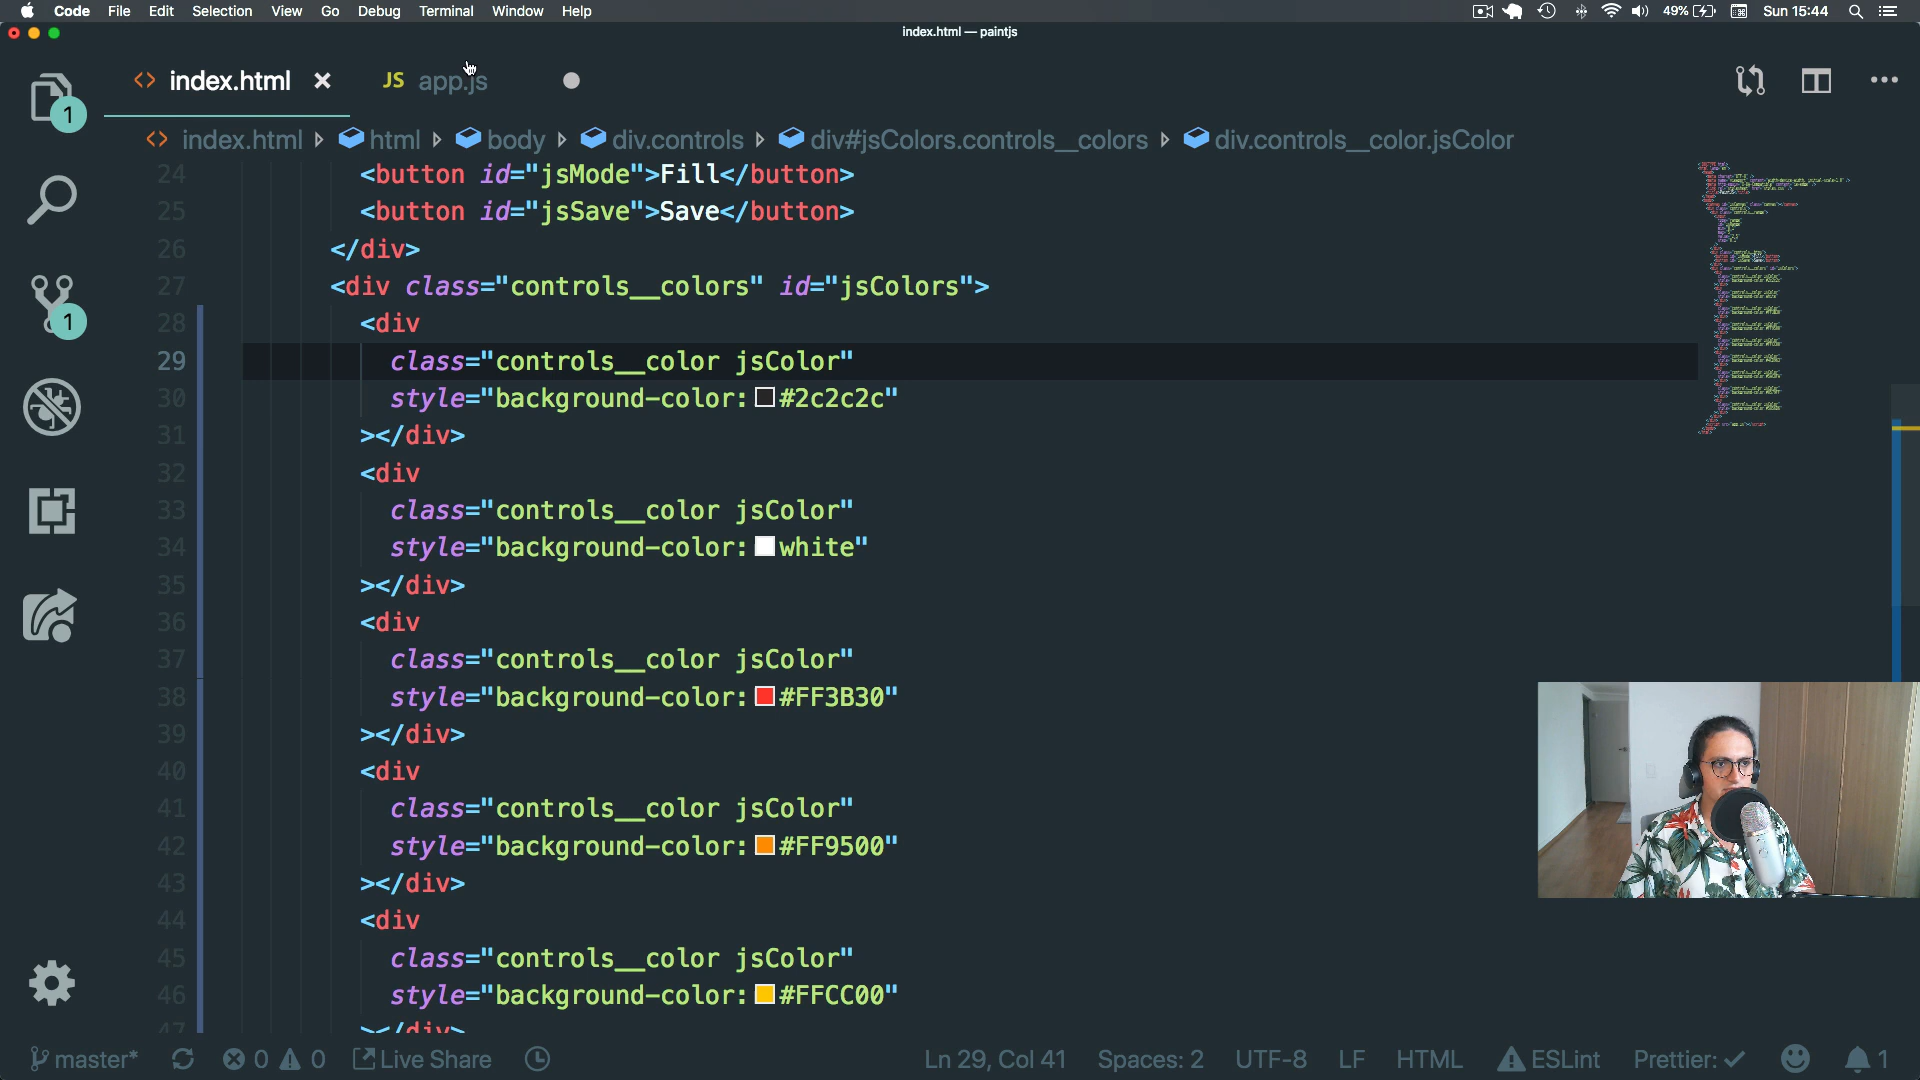 Code File Edit Selection View Go Debug Terminal Window Help
49% Sun 15:44
index.html — paintjs
<> index.html × JS app.js
1
<> index.html html body div.controls div#jsColors.controls__colors div.controls__color.jsColor
24 <button id="jsMode">Fill</button>
25 <button id="jsSave">Save</button>
26 </div>
27 <div class="controls__colors" id="jsColors">
28 <div
29 class="controls__color jsColor"
30 style="background-color: #2c2c2c"
31 ></div>
32 <div
33 class="controls__color jsColor"
34 style="background-color: white"
35 ></div>
36 <div
37 class="controls__color jsColor"
38 style="background-color: #FF3B30"
39 ></div>
40 <div
41 class="controls__color jsColor"
42 style="background-color: #FF9500"
43 ></div>
44 <div
45 class="controls__color jsColor"
46 style="background-color: #FFCC00"
47 ></div>
1
master* 0 0 Live Share Ln 29, Col 41 Spaces: 2 UTF-8 LF HTML ESLint Prettier: ✓ 1